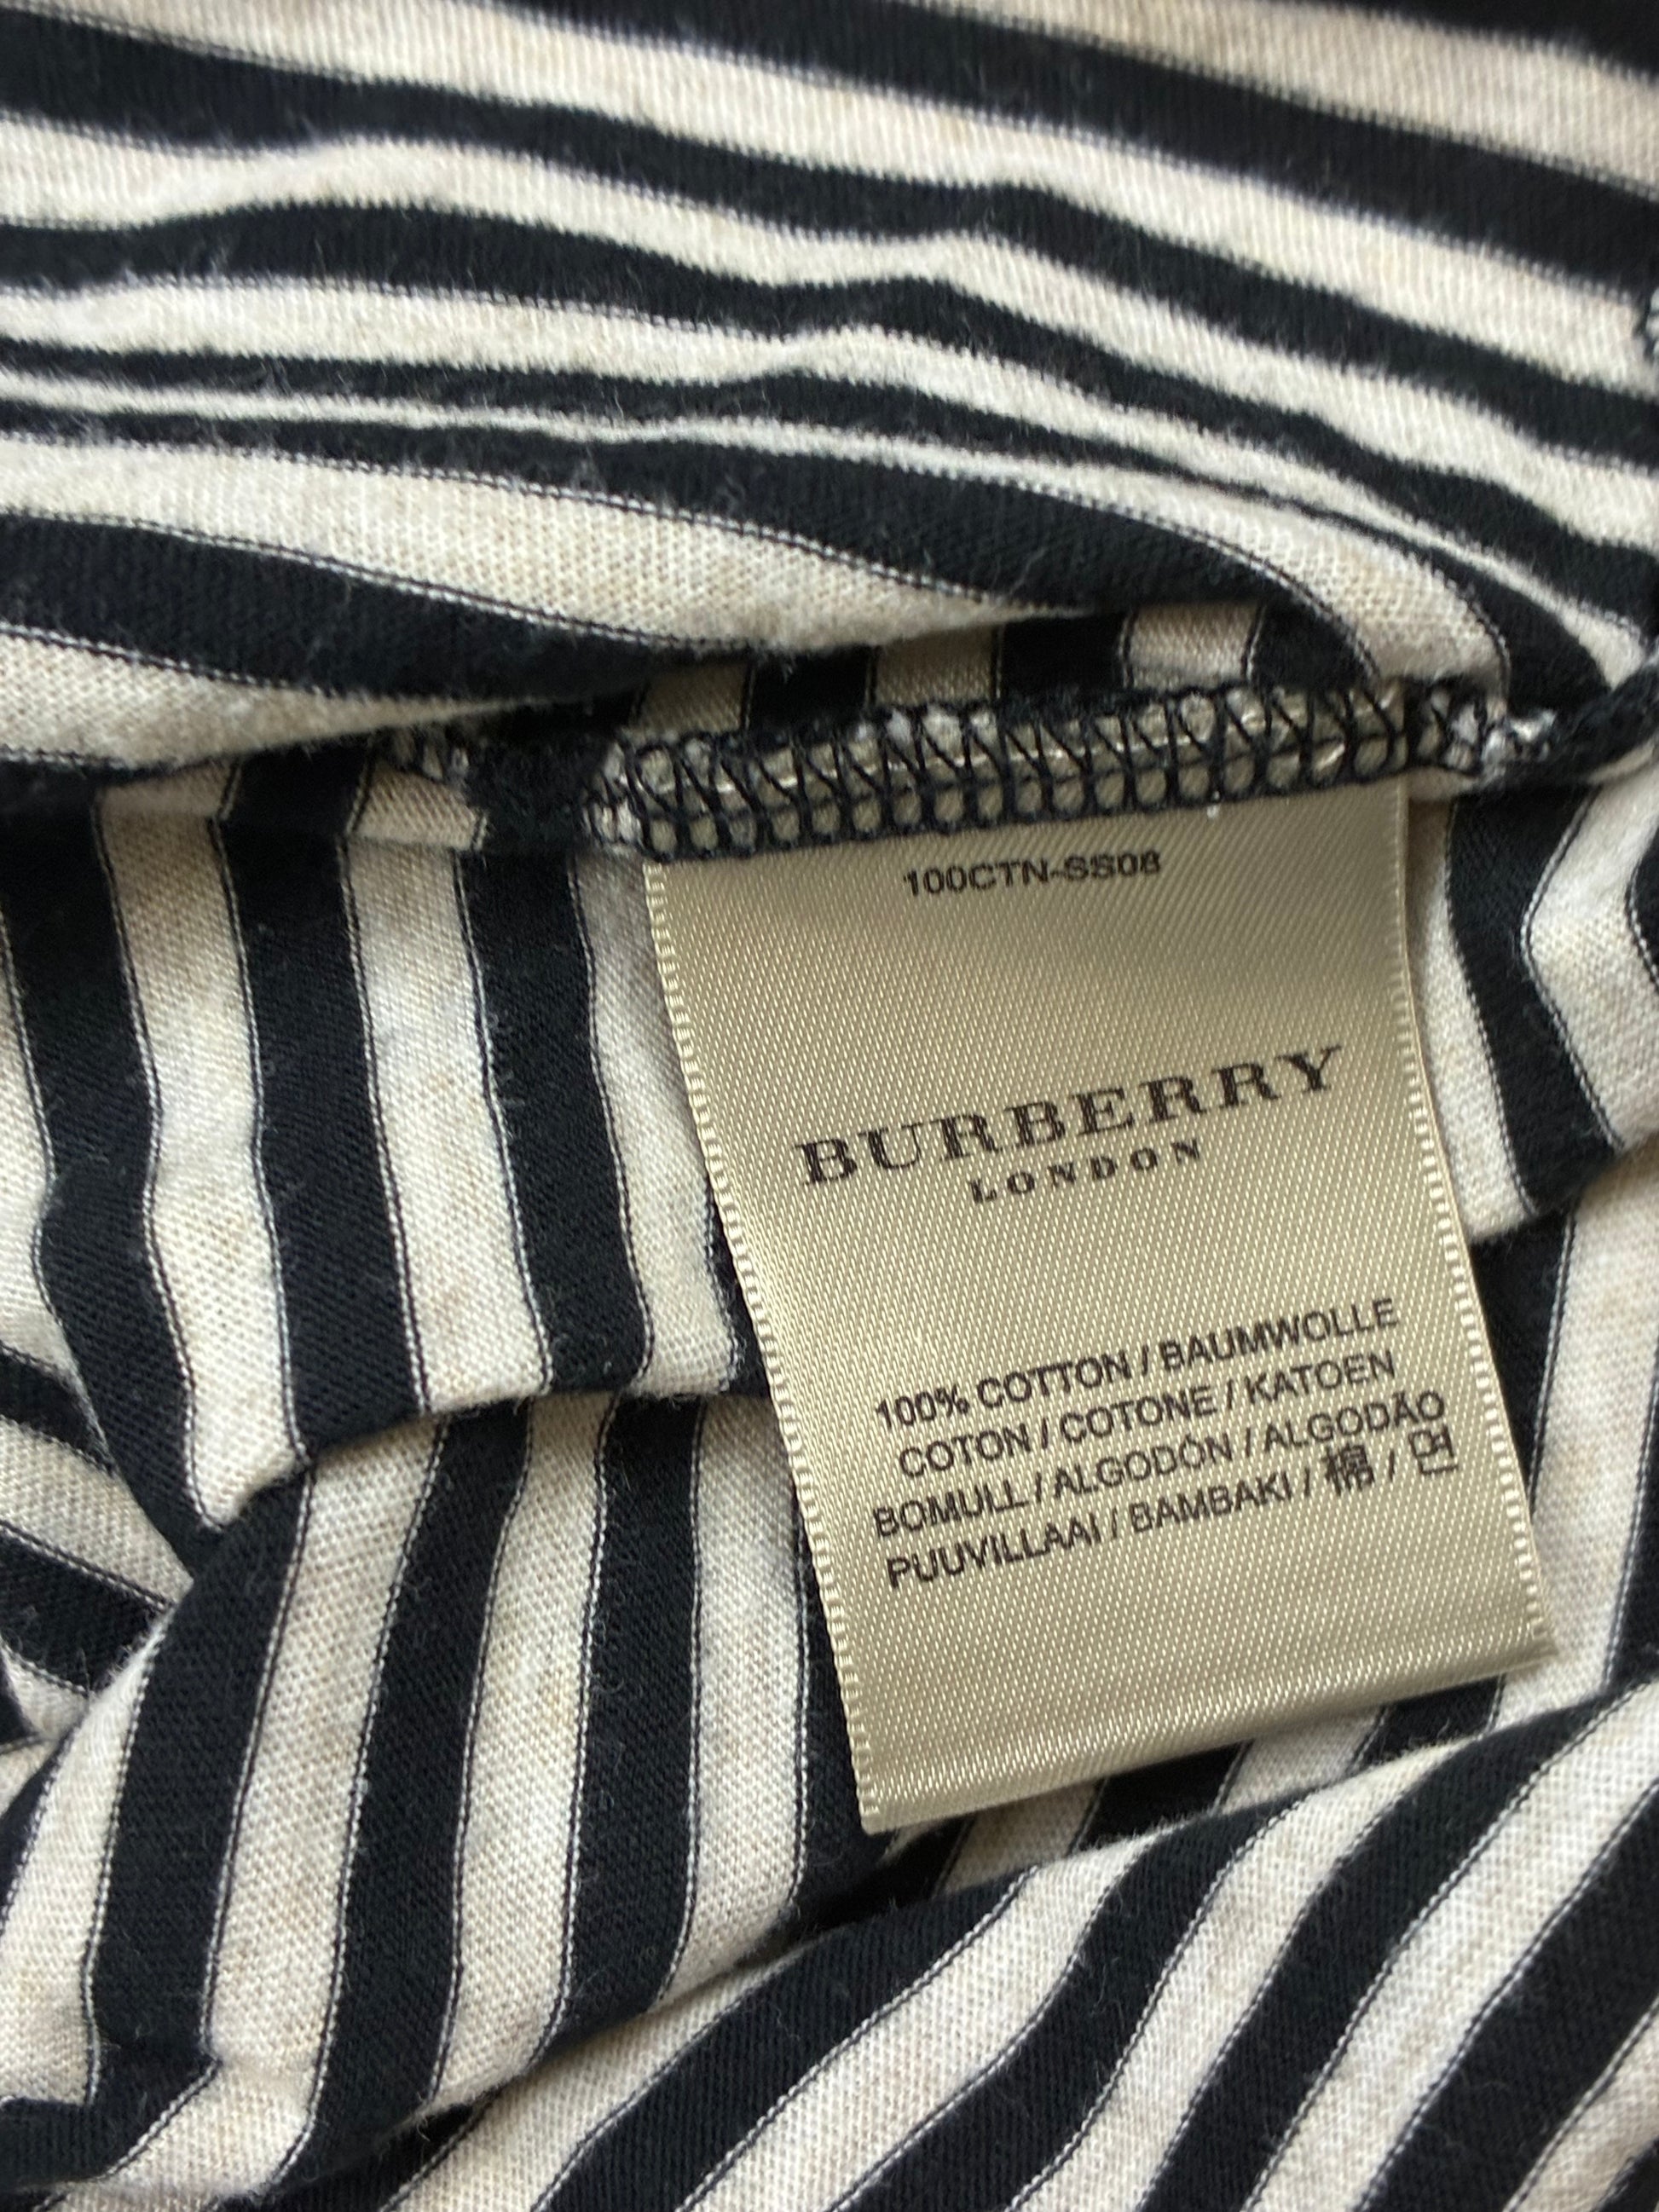 100CTN-SS08
BURBERRY
LONDON
100% COTTON / BAUMWOLLE
COTON / COTONE / KATOEN
BOMULL / ALGODÓN / ALGODÃO
PUUVILLAAI / BAMBAKI / 棉 / 면